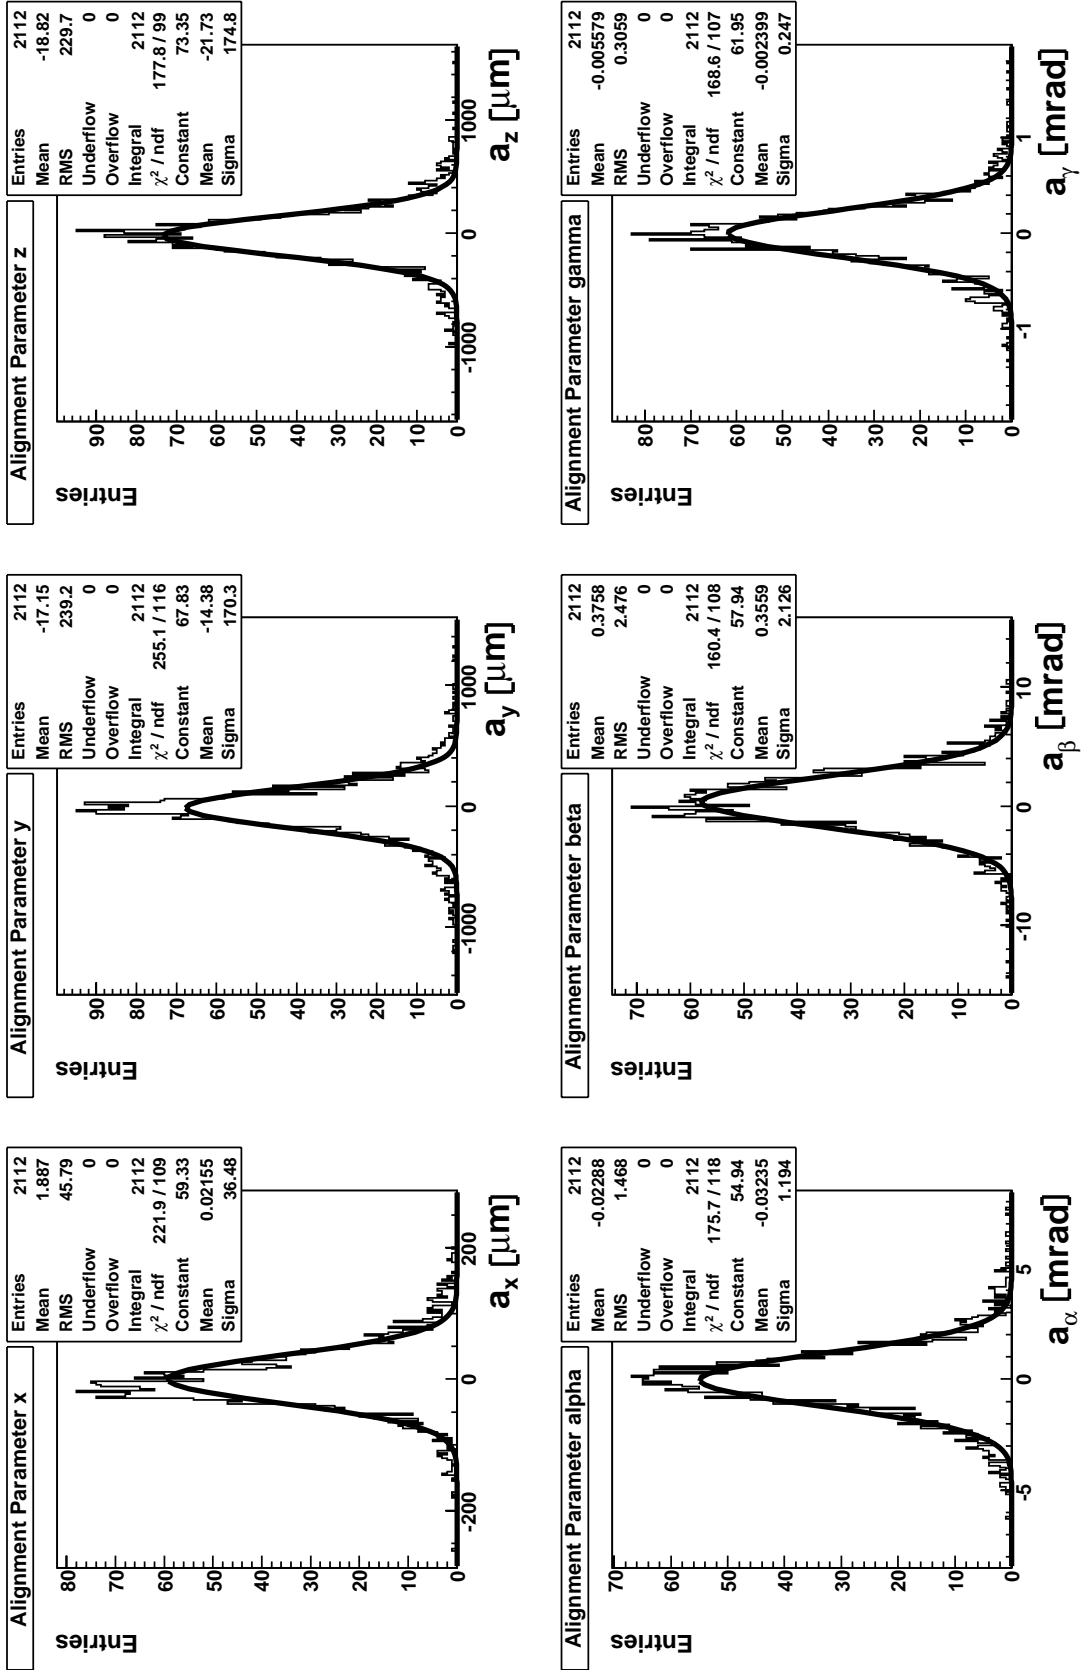 Alignment Parameter x
Entries 2112
Mean 1.887
RMS 45.79
Underflow 0
Overflow 0
Integral 2112
χ² / ndf 221.9 / 109
Constant 59.33
Mean 0.02155
Sigma 36.48
Entries
80
70
60
50
40
30
20
10
0
-200
0
200
a_x [μm]
Alignment Parameter y
Entries 2112
Mean -17.15
RMS 239.2
Underflow 0
Overflow 0
Integral 2112
χ² / ndf 255.1 / 116
Constant 67.83
Mean -14.38
Sigma 170.3
Entries
90
80
70
60
50
40
30
20
10
0
-1000
0
1000
a_y [μm]
Alignment Parameter z
Entries 2112
Mean -18.82
RMS 229.7
Underflow 0
Overflow 0
Integral 2112
χ² / ndf 177.8 / 99
Constant 73.35
Mean -21.73
Sigma 174.8
Entries
90
80
70
60
50
40
30
20
10
0
-1000
0
1000
a_z [μm]
Alignment Parameter alpha
Entries 2112
Mean -0.02288
RMS 1.468
Underflow 0
Overflow 0
Integral 2112
χ² / ndf 175.7 / 118
Constant 54.94
Mean -0.03235
Sigma 1.194
Entries
70
60
50
40
30
20
10
0
-5
0
5
a_α [mrad]
Alignment Parameter beta
Entries 2112
Mean 0.3758
RMS 2.476
Underflow 0
Overflow 0
Integral 2112
χ² / ndf 160.4 / 108
Constant 57.94
Mean 0.3559
Sigma 2.126
Entries
70
60
50
40
30
20
10
0
-10
0
10
a_β [mrad]
Alignment Parameter gamma
Entries 2112
Mean -0.005579
RMS 0.3059
Underflow 0
Overflow 0
Integral 2112
χ² / ndf 168.6 / 107
Constant 61.95
Mean -0.002399
Sigma 0.247
Entries
80
70
60
50
40
30
20
10
0
-1
0
1
a_γ [mrad]